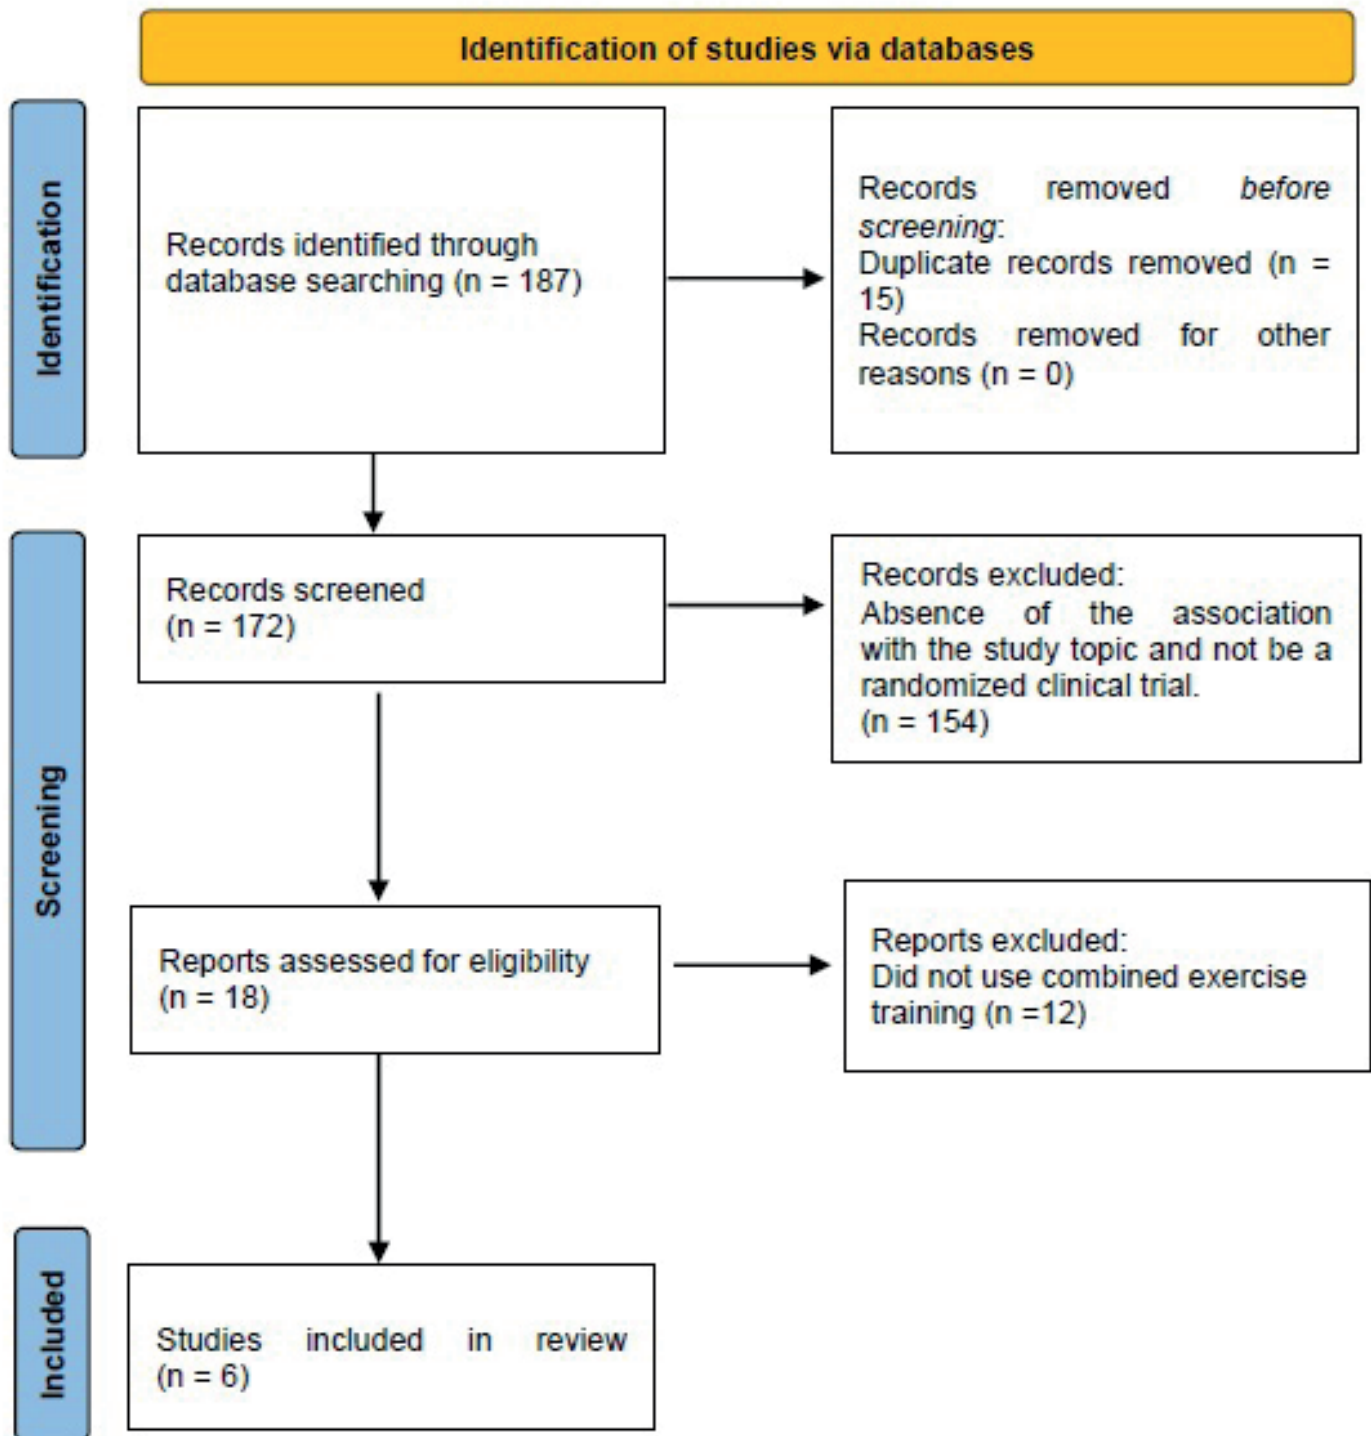 Identification of studies via databases
Identification
Records identified through
database searching (n = 187)
Records removed before
screening:
Duplicate records removed (n =
15)
Records removed for other
reasons (n = 0)
Screening
Records screened
(n = 172)
Records excluded:
Absence of the association
with the study topic and not be a
randomized clinical trial.
(n = 154)
Reports assessed for eligibility
(n = 18)
Reports excluded:
Did not use combined exercise
training (n =12)
Included
Studies included in review
(n = 6)